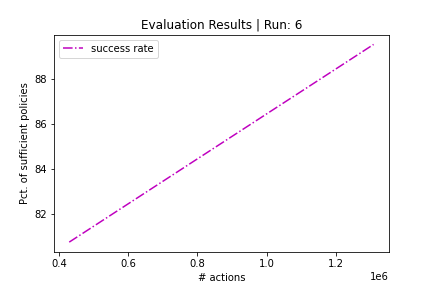 Evaluation Results | Run: 6
success rate
Pct. of sufficient policies
88
86
84
82
0.4 0.6 0.8 1.0 1.2
1e6
# actions